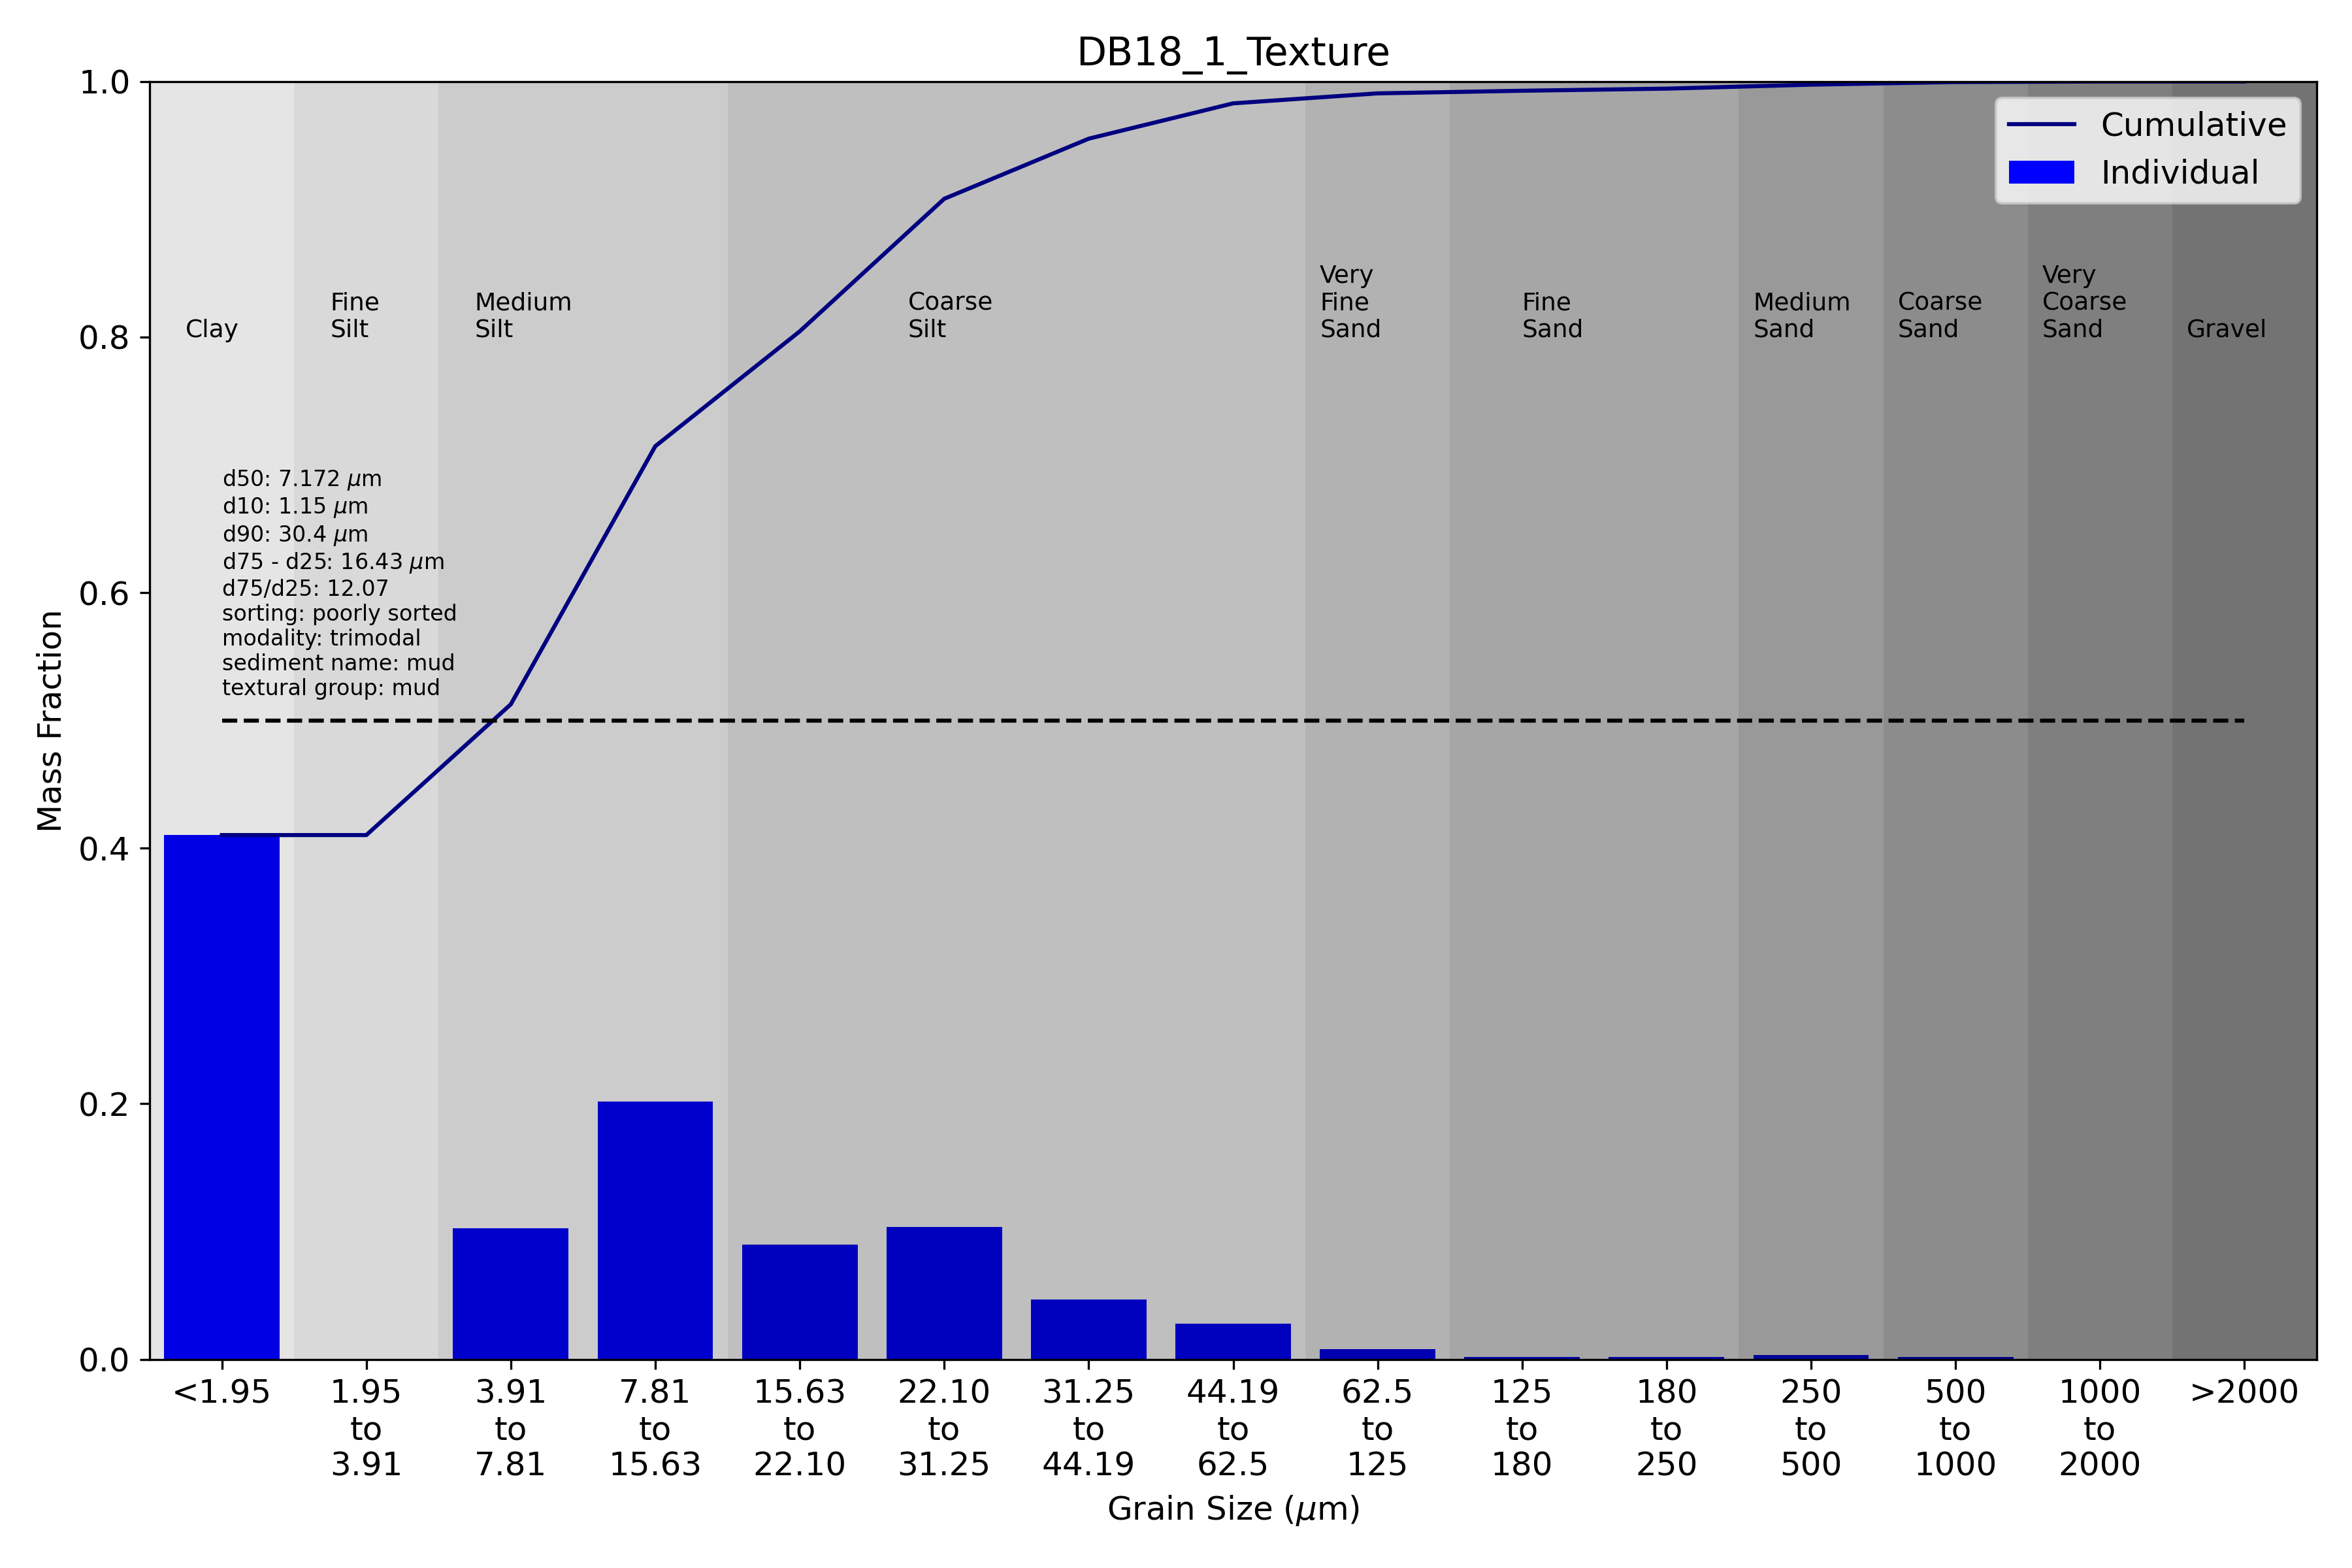 DB18_1_Texture
1.0
0.8
0.6
0.4
0.2
0.0
Mass Fraction
Cumulative
Individual
Clay
Fine
Silt
Medium
Silt
Coarse
Silt
Very
Fine
Sand
Fine
Sand
Medium
Sand
Coarse
Sand
Very
Coarse
Sand
Gravel
d50: 7.172 μm
d10: 1.15 μm
d90: 30.4 μm
d75 - d25: 16.43 μm
d75/d25: 12.07
sorting: poorly sorted
modality: trimodal
sediment name: mud
textural group: mud
<1.95
1.95
to
3.91
3.91
to
7.81
7.81
to
15.63
15.63
to
22.10
22.10
to
31.25
31.25
to
44.19
44.19
to
62.5
62.5
to
125
125
to
180
180
to
250
250
to
500
500
to
1000
1000
to
2000
>2000
Grain Size (μm)